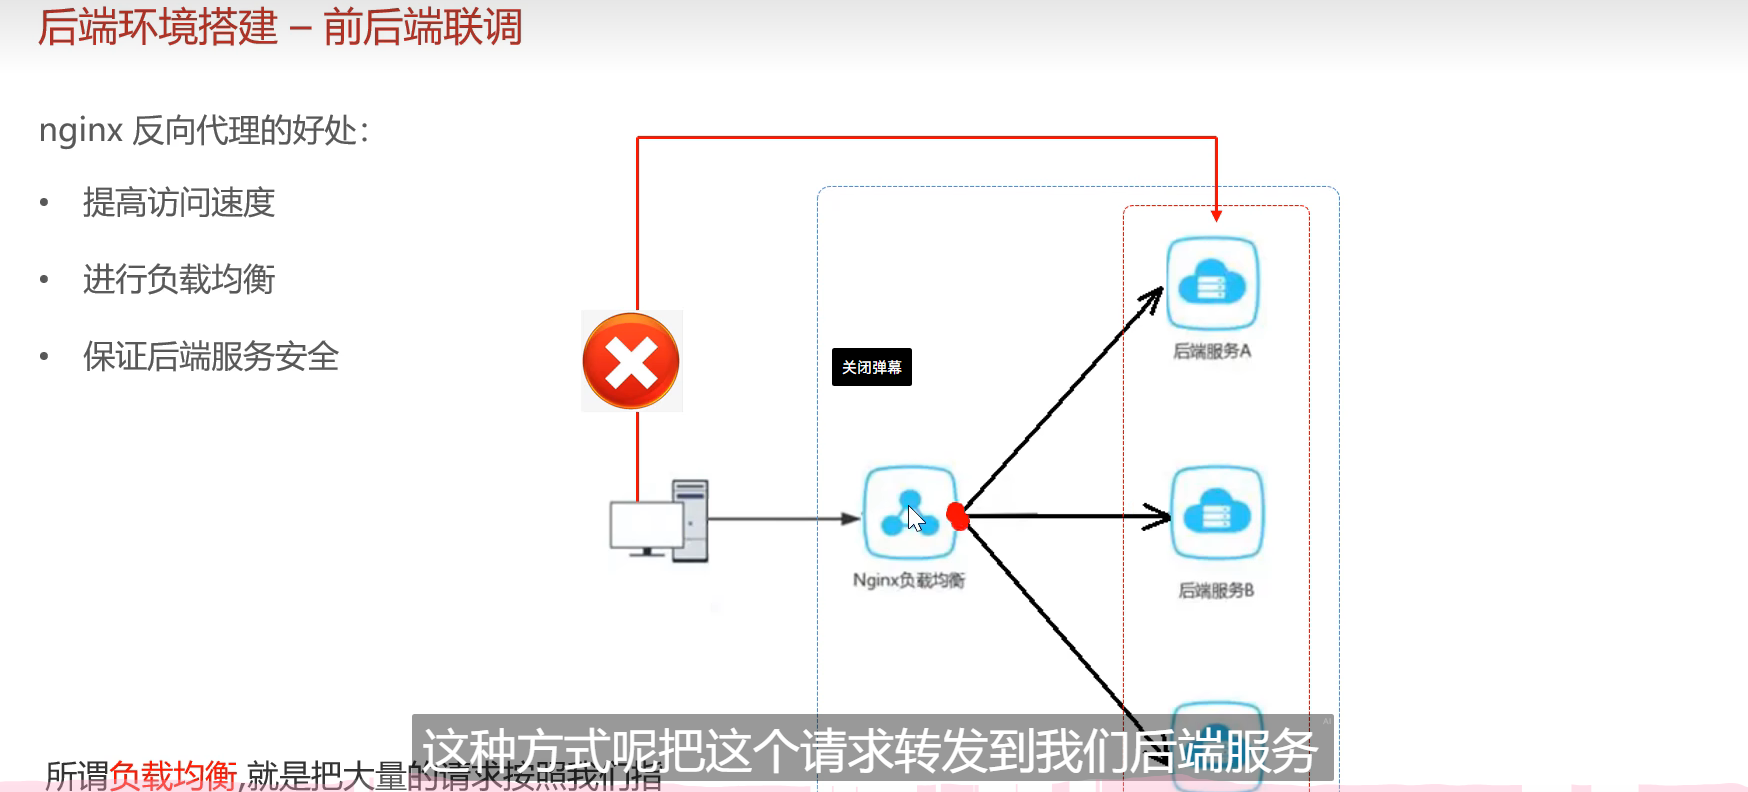 后端环境搭建 – 前后端联调
nginx 反向代理的好处：
• 提高访问速度
• 进行负载均衡
• 保证后端服务安全
关闭弹幕
后端服务A
Nginx负载均衡
后端服务B
AI
这种方式呢把这个请求转发到我们后端服务
所谓负载均衡,就是把大量的请求按照我们指